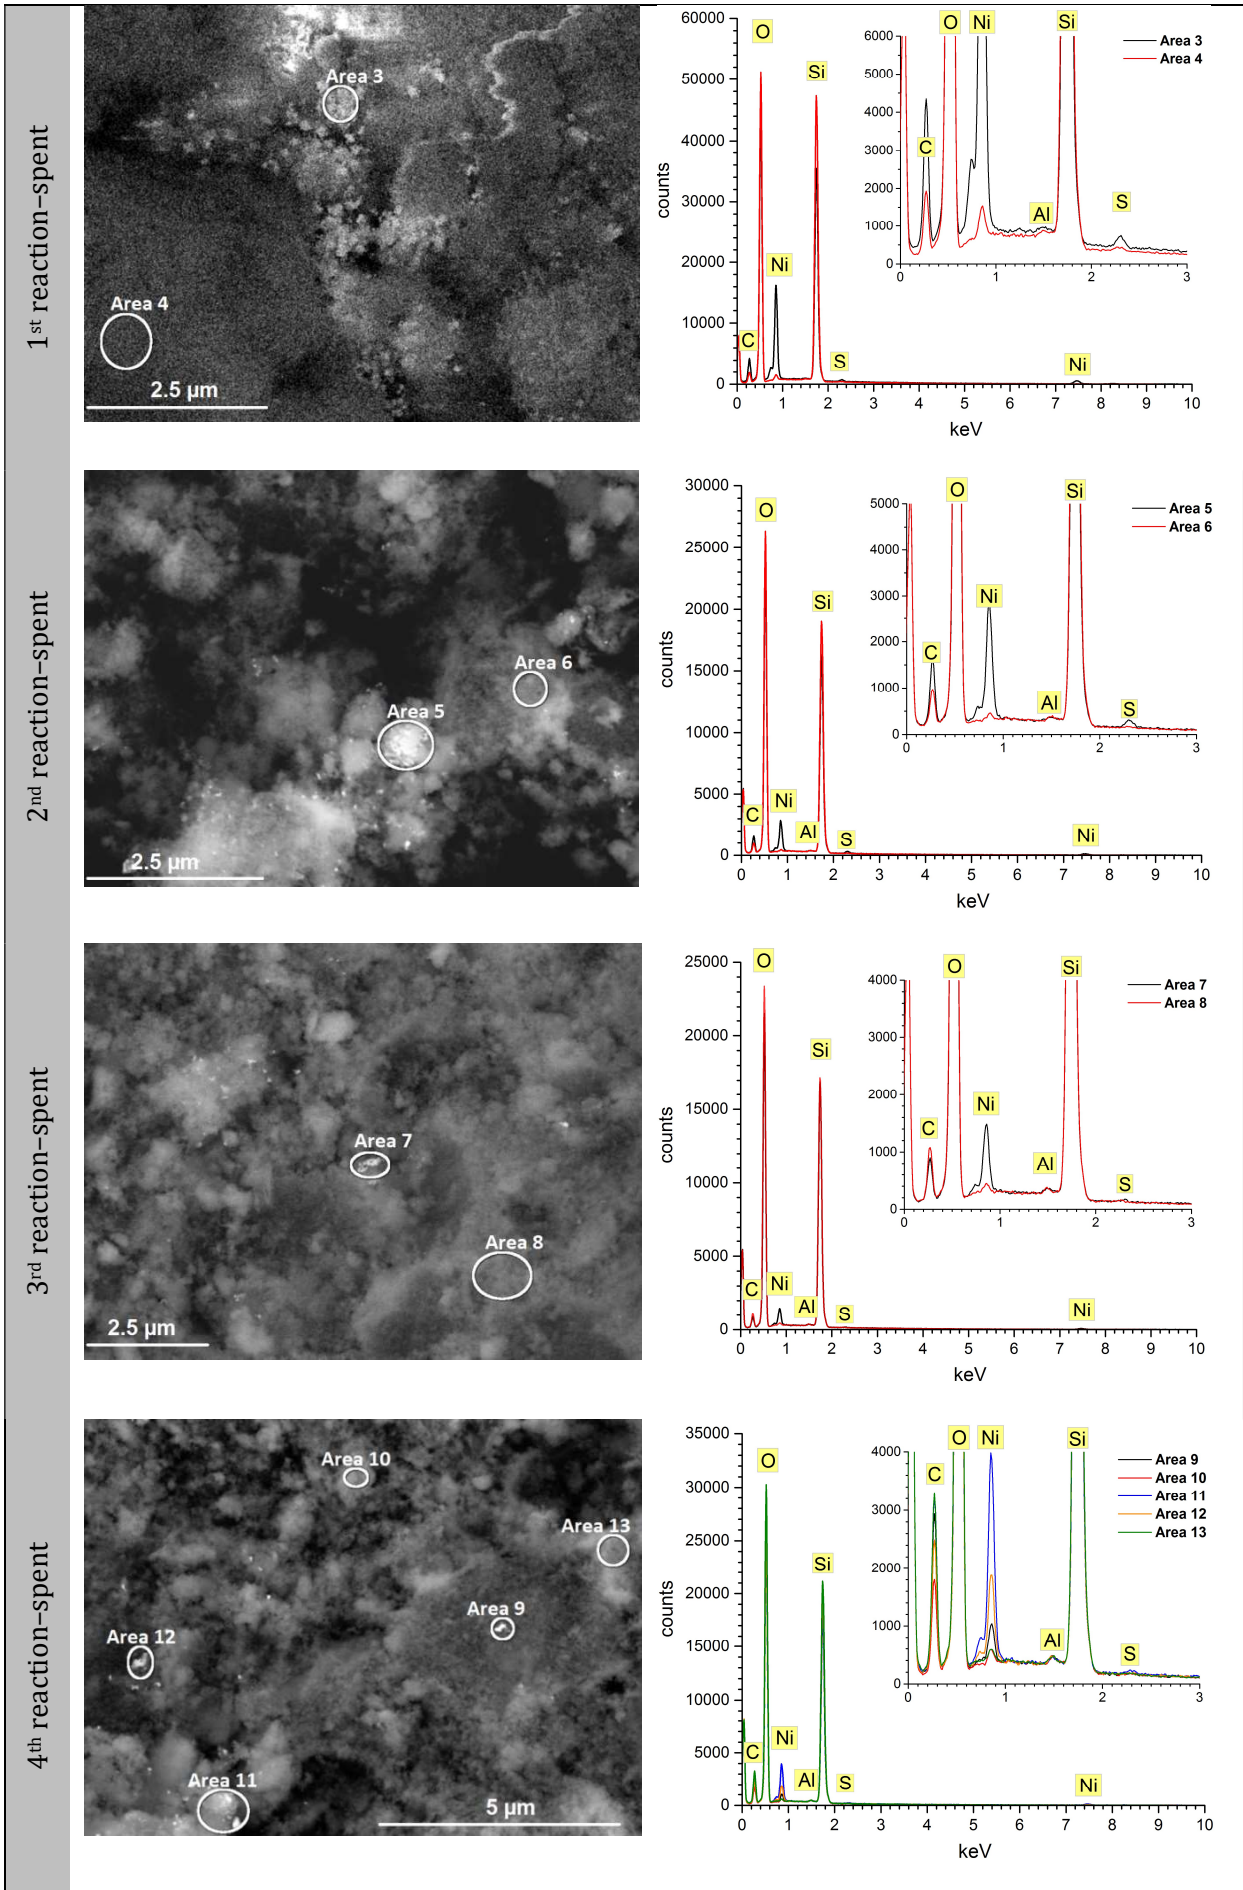 1st reaction–spent
Area 3
Area 4
2.5 µm
60000
50000
40000
30000
20000
10000
0
counts
O
Si
Ni
C
S
Ni
0 1 2 3 4 5 6 7 8 9 10
keV
6000
5000
4000
3000
2000
1000
0
O Ni Si
C
Al
S
0 1 2 3
Area 3
Area 4
2nd reaction–spent
Area 6
Area 5
2.5 µm
30000
25000
20000
15000
10000
5000
0
counts
O
Si
Ni
C
Al
S
Ni
0 1 2 3 4 5 6 7 8 9 10
keV
5000
4000
3000
2000
1000
0
O Si
Ni
C
Al
S
0 1 2 3
Area 5
Area 6
3rd reaction–spent
Area 7
Area 8
2.5 µm
25000
20000
15000
10000
5000
0
counts
O
Si
Ni
C
Al
S
Ni
0 1 2 3 4 5 6 7 8 9 10
keV
4000
3000
2000
1000
0
O Si
Ni
C
Al
S
0 1 2 3
Area 7
Area 8
4th reaction–spent
Area 10
Area 13
Area 9
Area 12
Area 11
5 µm
35000
30000
25000
20000
15000
10000
5000
0
counts
O
Si
Ni
C
Al
S
Ni
0 1 2 3 4 5 6 7 8 9 10
keV
4000
3000
2000
1000
0
O Ni Si
C
Al
S
0 1 2 3
Area 9
Area 10
Area 11
Area 12
Area 13